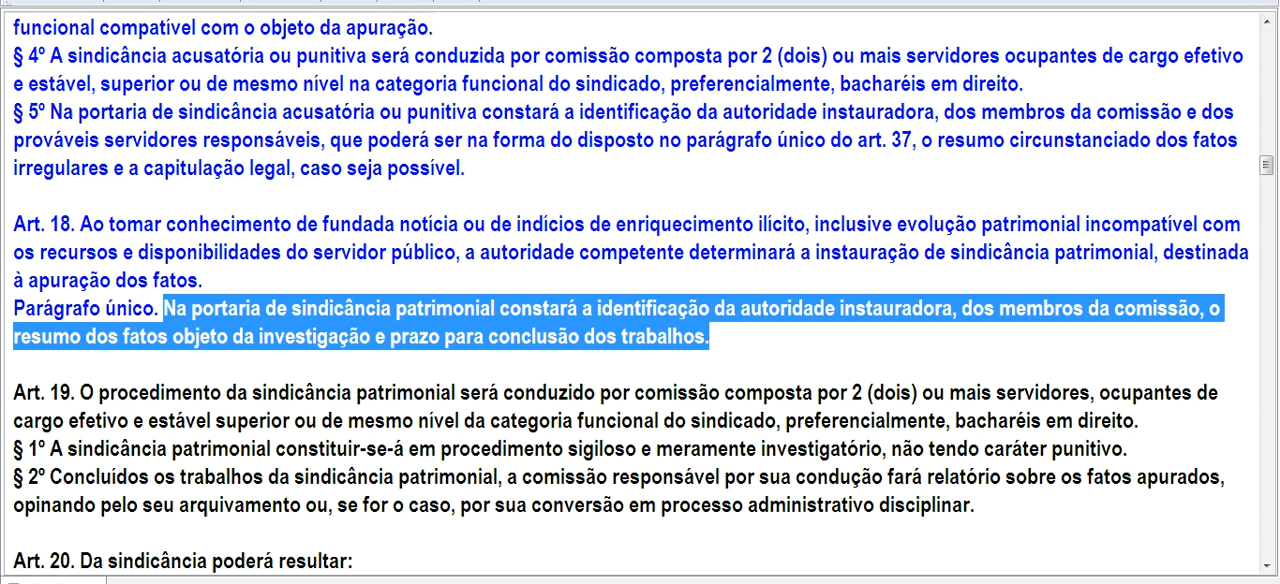 funcional compatível com o objeto da apuração.
§ 4º A sindicância acusatória ou punitiva será conduzida por comissão composta por 2 (dois) ou mais servidores ocupantes de cargo efetivo
e estável, superior ou de mesmo nível na categoria funcional do sindicado, preferencialmente, bacharéis em direito.
§ 5º Na portaria de sindicância acusatória ou punitiva constará a identificação da autoridade instauradora, dos membros da comissão e dos
prováveis servidores responsáveis, que poderá ser na forma do disposto no parágrafo único do art. 37, o resumo circunstanciado dos fatos
irregulares e a capitulação legal, caso seja possível.
Art. 18. Ao tomar conhecimento de fundada notícia ou de indícios de enriquecimento ilícito, inclusive evolução patrimonial incompatível com
os recursos e disponibilidades do servidor público, a autoridade competente determinará a instauração de sindicância patrimonial, destinada
à apuração dos fatos.
Parágrafo único. Na portaria de sindicância patrimonial constará a identificação da autoridade instauradora, dos membros da comissão, o
resumo dos fatos objeto da investigação e prazo para conclusão dos trabalhos.
Art. 19. O procedimento da sindicância patrimonial será conduzido por comissão composta por 2 (dois) ou mais servidores, ocupantes de
cargo efetivo e estável superior ou de mesmo nível da categoria funcional do sindicado, preferencialmente, bacharéis em direito.
§ 1º A sindicância patrimonial constituir-se-á em procedimento sigiloso e meramente investigatório, não tendo caráter punitivo.
§ 2º Concluídos os trabalhos da sindicância patrimonial, a comissão responsável por sua condução fará relatório sobre os fatos apurados,
opinando pelo seu arquivamento ou, se for o caso, por sua conversão em processo administrativo disciplinar.
Art. 20. Da sindicância poderá resultar: